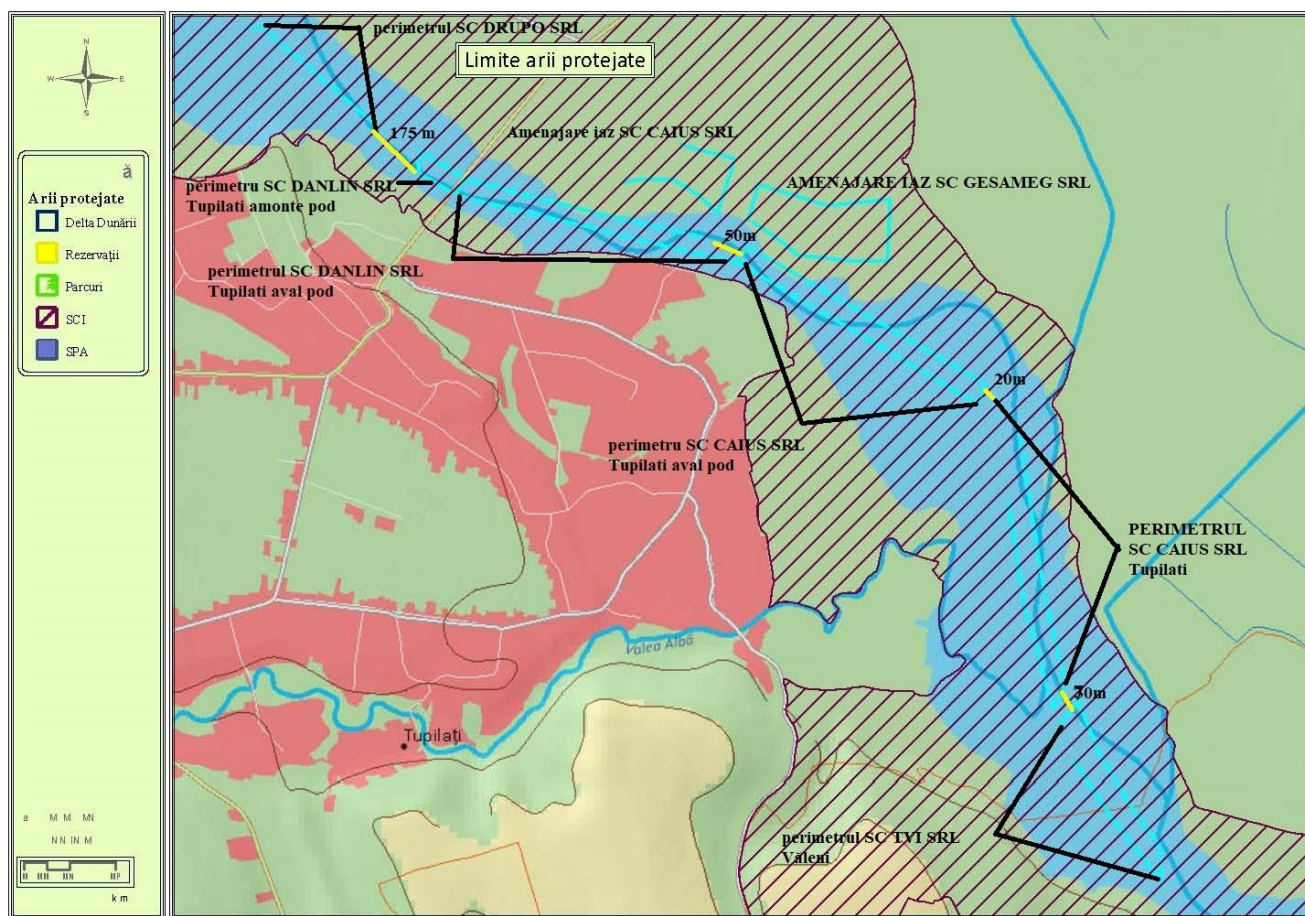 N
W
E
S
ă
Arii protejate
Delta Dunării
Rezervații
Parcuri
SCI
SPA
km
perimetrul SC DRUPO SRL
Limite arii protejate
175 m
Amenajare iaz SC CAIUS SRL
perimetru SC DANLIN SRL
Tupilati amonte pod
AMENAJARE IAZ SC GESAMEG SRL
50m
perimetrul SC DANLIN SRL
Tupilati aval pod
20m
perimetru SC CAIUS SRL
Tupilati aval pod
PERIMETRUL
SC CAIUS SRL
Tupilati
Valea Albă
Tupilați
perimetrul SC TVI SRL
Văleni